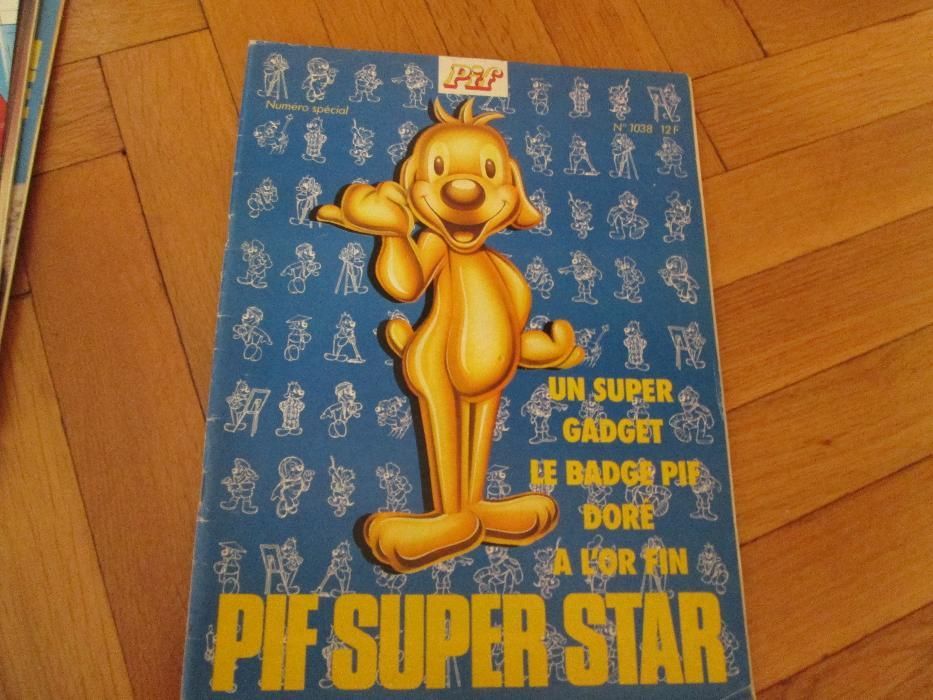 Pif
Numéro spécial
N° 1038 12 F
UN SUPER
GADGET
LE BADGE PIF
DORÉ
A L'OR FIN
PIF SUPER STAR